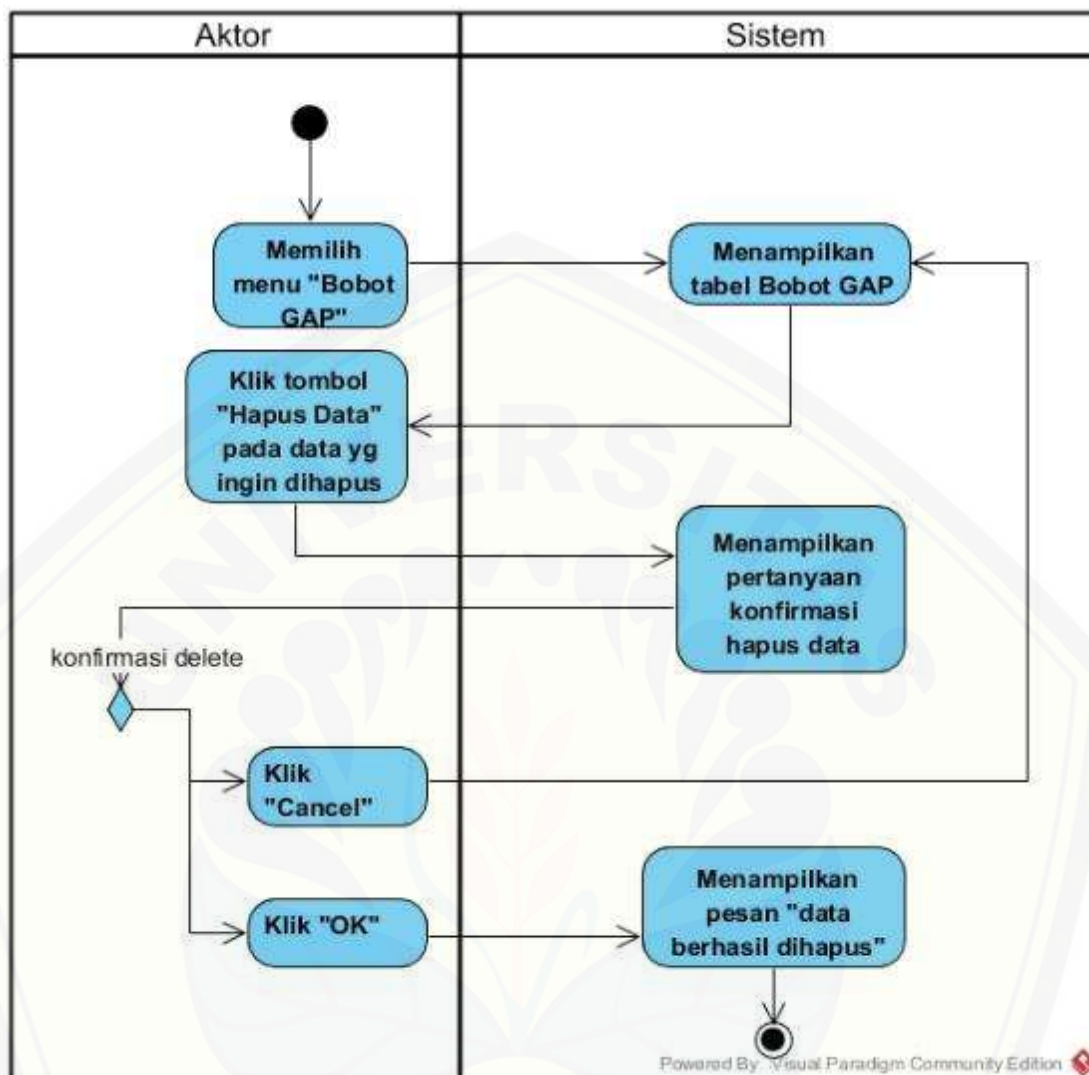 Aktor
Sistem
Memilih
menu "Bobot
GAP"
Menampilkan
tabel Bobot GAP
Klik tombol
"Hapus Data"
pada data yg
ingin dihapus
Menampilkan
pertanyaan
konfirmasi
hapus data
konfirmasi delete
Klik
"Cancel"
Menampilkan
pesan "data
berhasil dihapus"
Klik "OK"
Powered By Visual Paradigm Community Edition
UNIVERSITAS